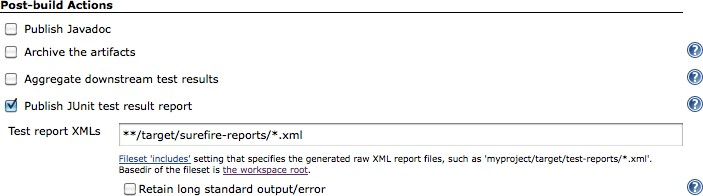 Post-build Actions
Publish Javadoc
Archive the artifacts
Aggregate downstream test results
Publish JUnit test result report
Test report XMLs
**/target/surefire-reports/*.xml
Fileset 'includes' setting that specifies the generated raw XML report files, such as 'myproject/target/test-reports/*.xml'.
Basedir of the fileset is the workspace root.
Retain long standard output/error